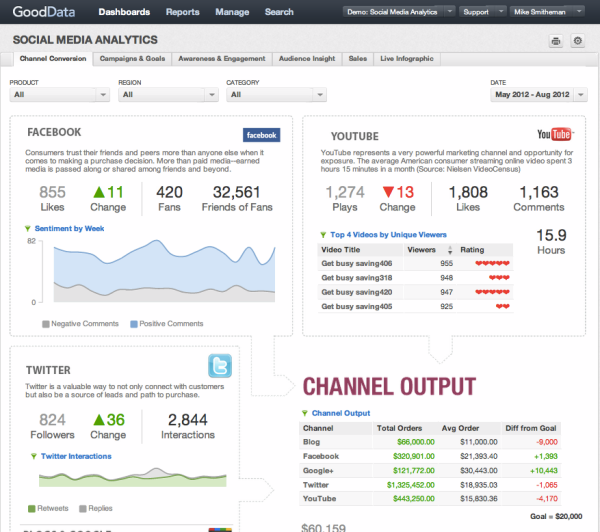 GoodData Dashboards Reports Manage Search Demo: Social Media Analytics Support Mike Smitheman
SOCIAL MEDIA ANALYTICS
Channel Conversion Campaigns & Goals Awareness & Engagement Audience Insight Sales Live Infographic
PRODUCT REGION CATEGORY DATE
All All All May 2012 - Aug 2012
FACEBOOK facebook
Consumers trust their friends and peers more than anyone else when it
comes to making a purchase decision. More than paid media--earned
media is passed along or shared among friends and beyond.
855 11 420 32,561
Likes Change Fans Friends of Fans
Sentiment by Week
82
0
Negative Comments Positive Comments
YOUTUBE YouTube
YouTube represents a very powerful marketing channel and opportunity for
exposure. The average American consumer streaming online video spent 3
hours 15 minutes in a month (Source: Nielsen VideoCensus)
1,274 13 1,808 1,163
Plays Change Likes Comments
Top 4 Videos by Unique Viewers
15.9
Hours
Video Title Viewers Rating
Get busy saving406 955
Get busy saving318 948
Get busy saving420 947
Get busy saving405 925
TWITTER
Twitter is a valuable way to not only connect with customers
but also be a source of leads and path to purchase.
824 36 2,844
Followers Change Interactions
Twitter Interactions
Retweets Replies
CHANNEL OUTPUT
Channel Output
Channel Total Orders Avg Order Diff from Goal
Blog $66,000.00 $11,000.00 -9,000
Facebook $320,901.00 $21,393.40 +1,393
Google+ $121,772.00 $30,443.00 +10,443
Twitter $1,325,452.00 $18,935.03 -1,065
YouTube $443,250.00 $15,830.36 -4,170
Goal = $20,000
$60,159